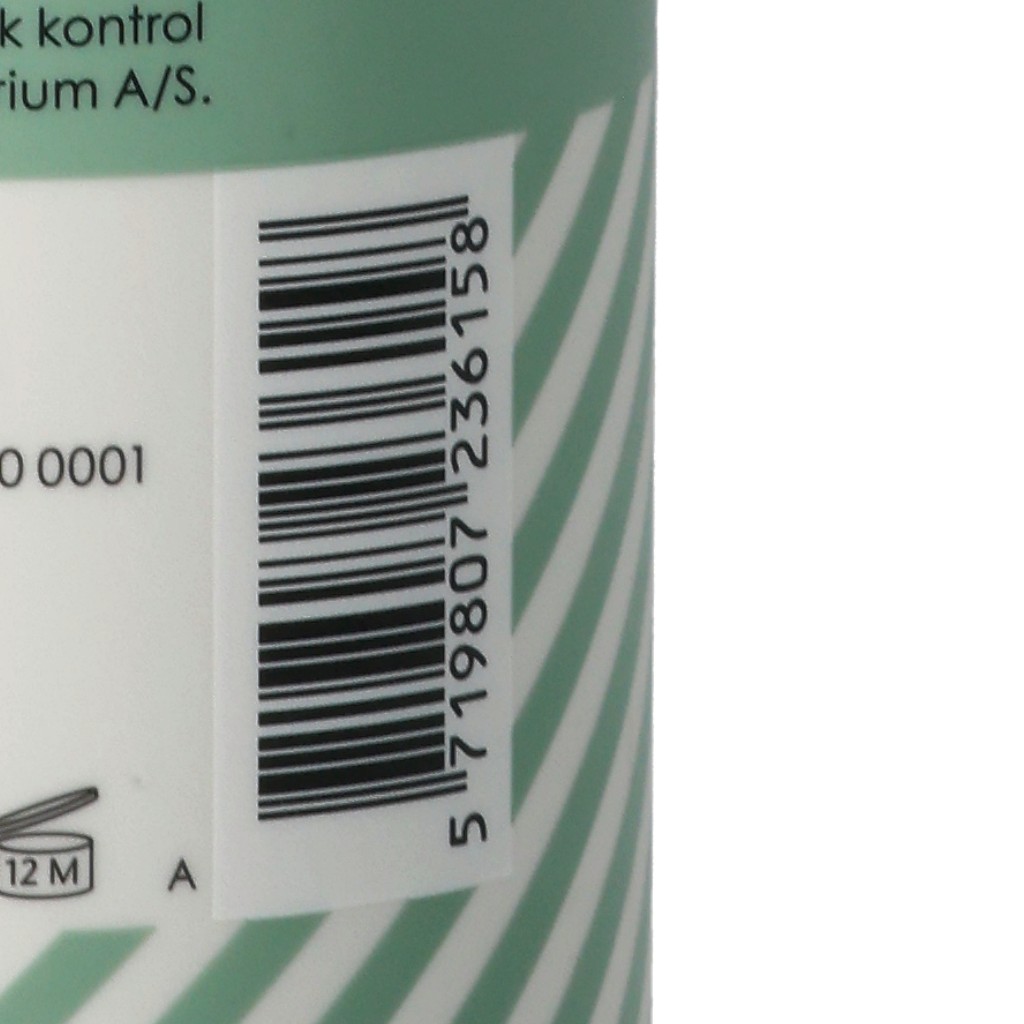 k kontrol
rium A/S.
0 0001
12 M
A
5 719807 236158